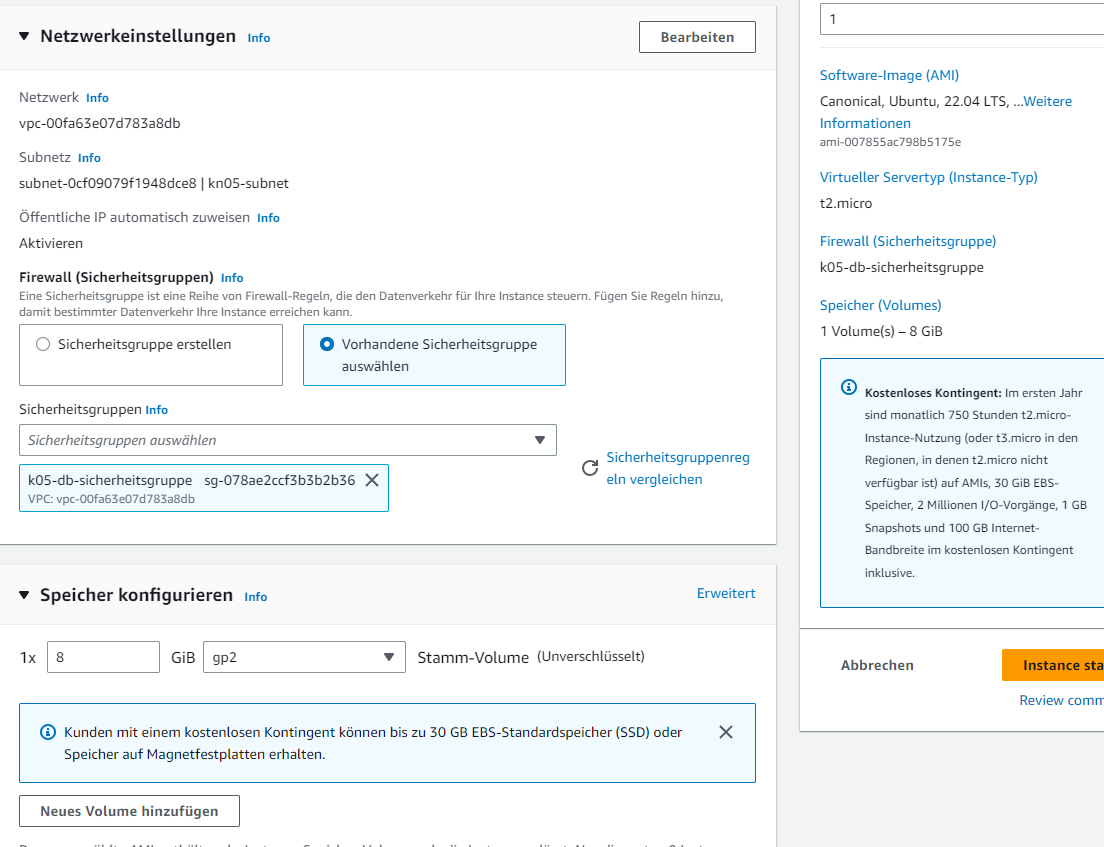 Netzwerkeinstellungen Info
Bearbeiten
Netzwerk Info
vpc-00fa63e07d783a8db
Subnetz Info
subnet-0cf09079f1948dce8 | kn05-subnet
Öffentliche IP automatisch zuweisen Info
Aktivieren
Firewall (Sicherheitsgruppen) Info
Eine Sicherheitsgruppe ist eine Reihe von Firewall-Regeln, die den Datenverkehr für Ihre Instance steuern. Fügen Sie Regeln hinzu,
damit bestimmter Datenverkehr Ihre Instance erreichen kann.
Sicherheitsgruppe erstellen
Vorhandene Sicherheitsgruppe
auswählen
Sicherheitsgruppen Info
Sicherheitsgruppen auswählen
k05-db-sicherheitsgruppe sg-078ae2ccf3b3b2b36
VPC: vpc-00fa63e07d783a8db
Sicherheitsgruppenreg
eln vergleichen
Speicher konfigurieren Info
Erweitert
1x 8 GiB gp2 Stamm-Volume (Unverschlüsselt)
Kunden mit einem kostenlosen Kontingent können bis zu 30 GB EBS-Standardspeicher (SSD) oder
Speicher auf Magnetfestplatten erhalten.
Neues Volume hinzufügen
1
Software-Image (AMI)
Canonical, Ubuntu, 22.04 LTS, ...Weitere
Informationen
ami-007855ac798b5175e
Virtueller Servertyp (Instance-Typ)
t2.micro
Firewall (Sicherheitsgruppe)
k05-db-sicherheitsgruppe
Speicher (Volumes)
1 Volume(s) – 8 GiB
Kostenloses Kontingent: Im ersten Jahr
sind monatlich 750 Stunden t2.micro-
Instance-Nutzung (oder t3.micro in den
Regionen, in denen t2.micro nicht
verfügbar ist) auf AMIs, 30 GiB EBS-
Speicher, 2 Millionen I/O-Vorgänge, 1 GB
Snapshots und 100 GB Internet-
Bandbreite im kostenlosen Kontingent
inklusive.
Abbrechen
Instance sta
Review comm